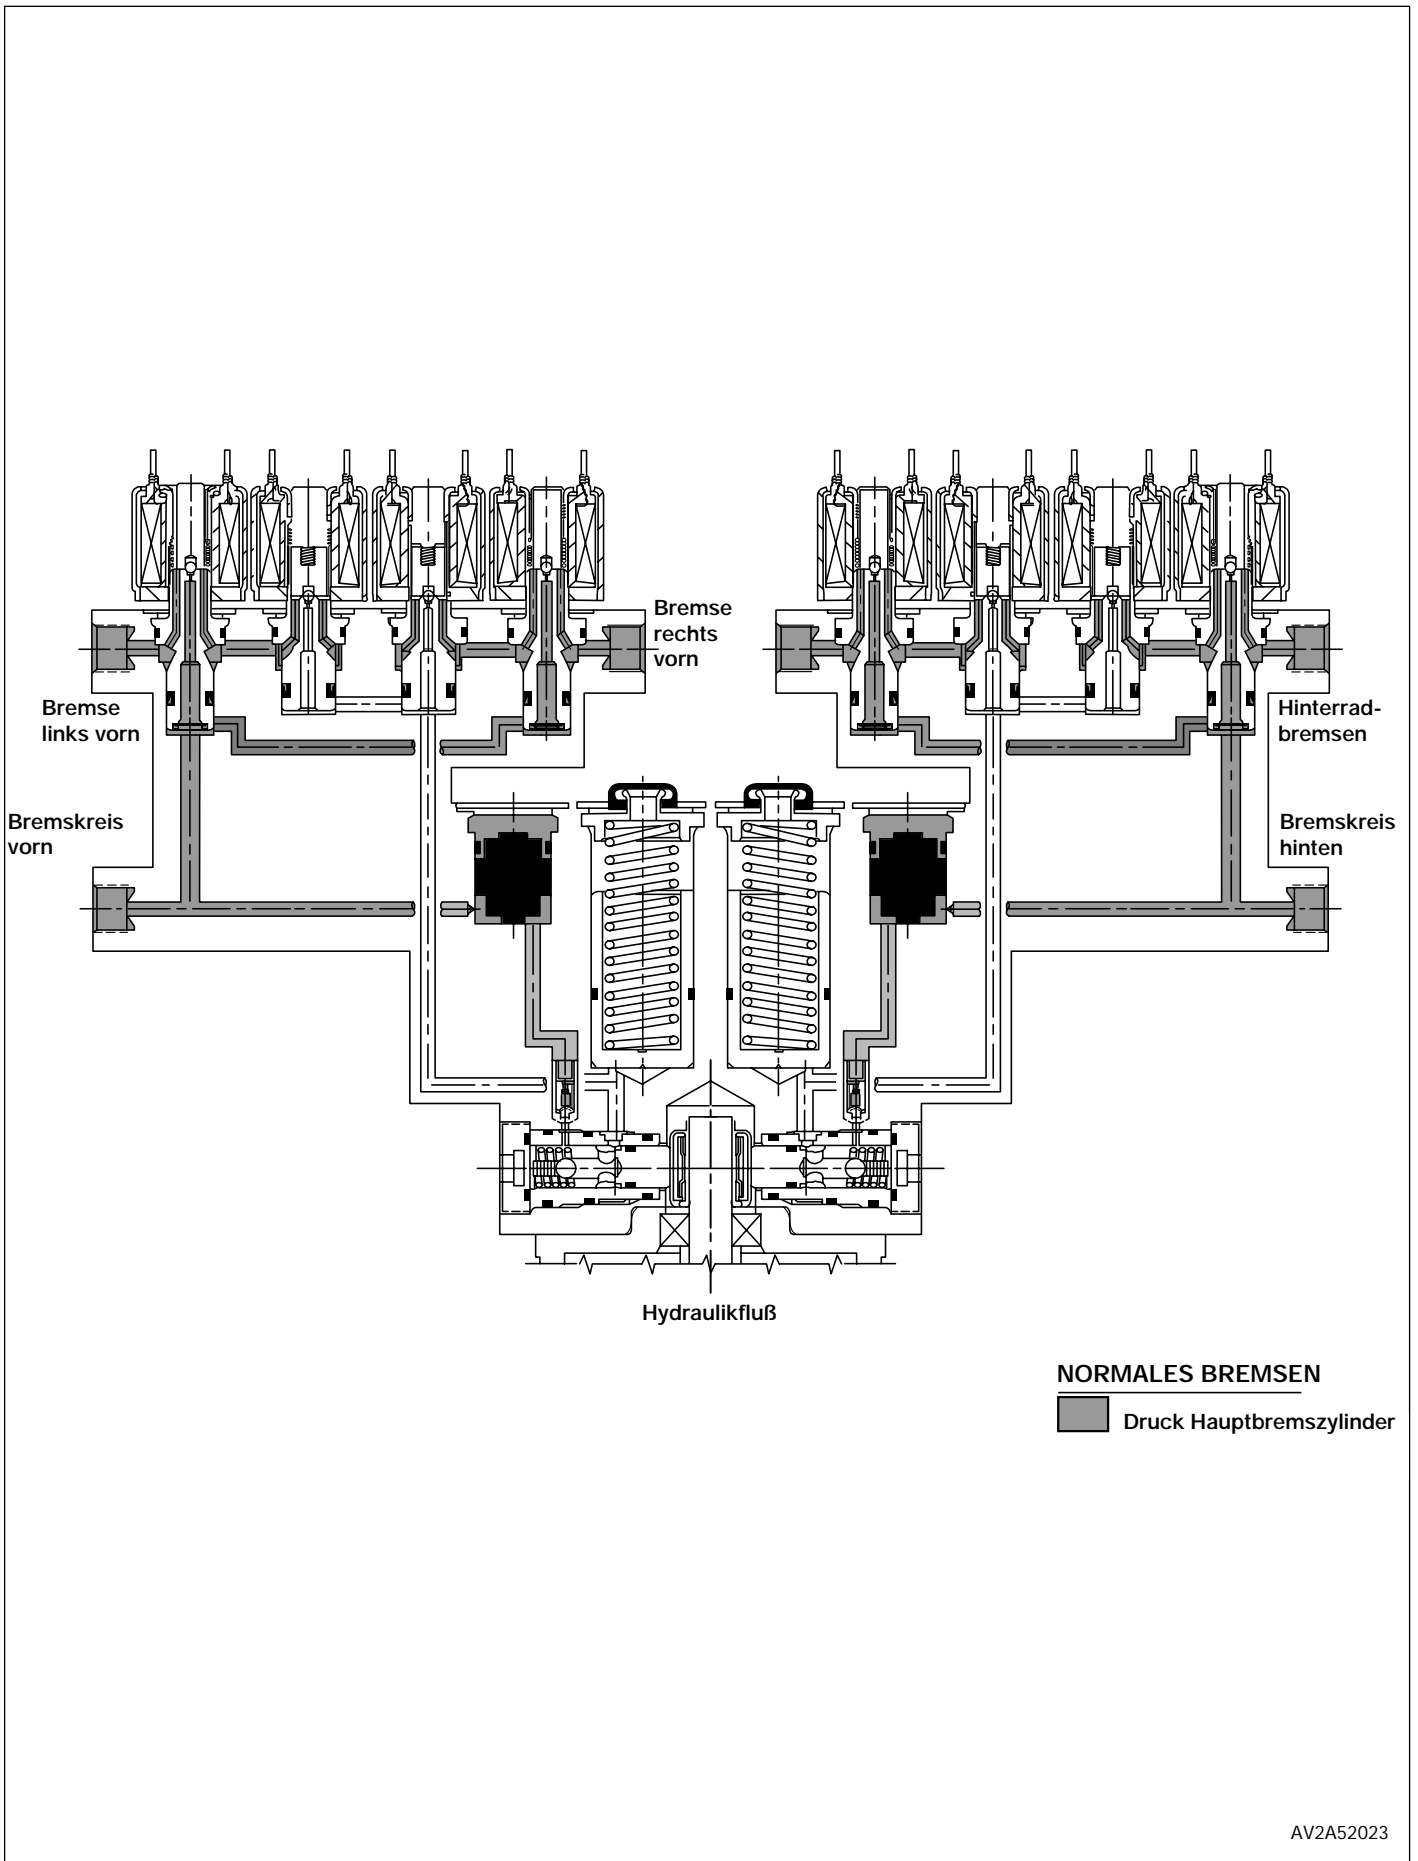 Bremse
rechts
vorn
Bremse
links vorn
Hinterrad-
bremsen
Bremskreis
vorn
Bremskreis
hinten
Hydraulikfluß
NORMALES BREMSEN
Druck Hauptbremszylinder
AV2A52023